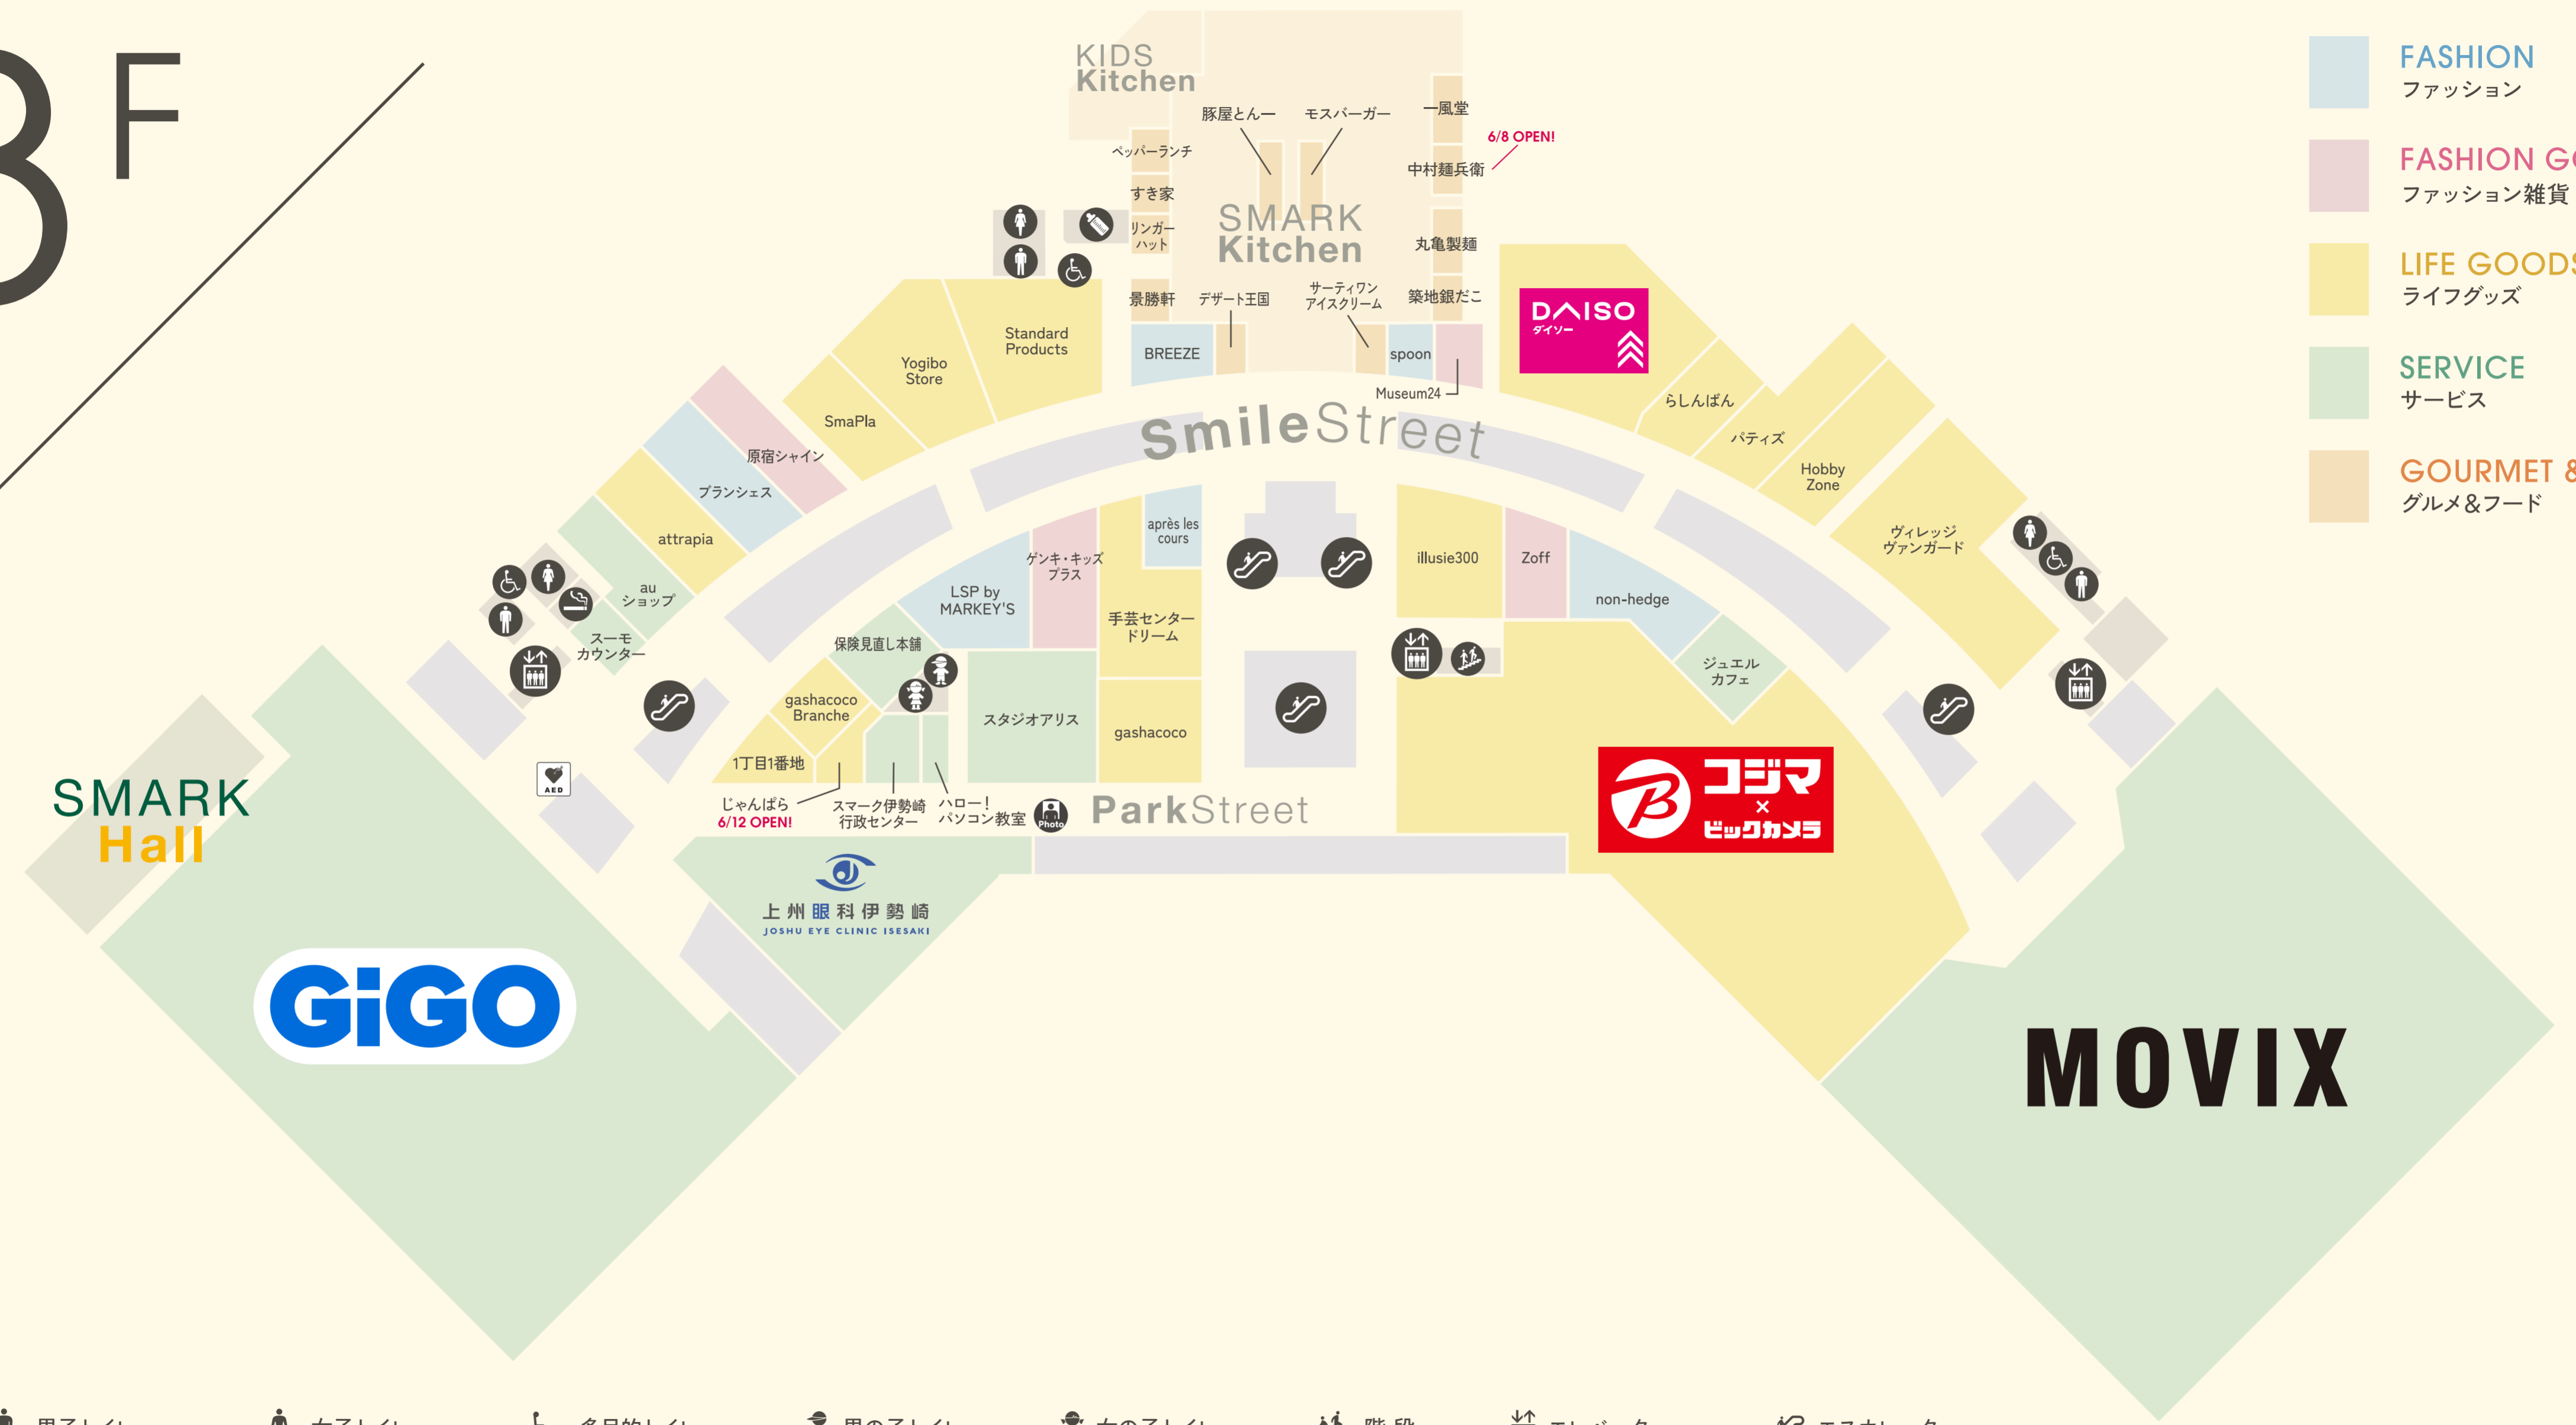 3F
KIDS
Kitchen
豚屋とん一
モスバーガー
一風堂
6/8 OPEN!
ペッパーランチ
中村麺兵衛
すき家
SMARK
Kitchen
リンガー
ハット
丸亀製麺
景勝軒
デザート王国
サーティワン
アイスクリーム
築地銀だこ
BREEZE
spoon
Museum24
DAISO
ダイソー
Standard
Products
Yogibo
Store
SmaPla
原宿シャイン
ブランシェス
attrapia
au
ショップ
スーモ
カウンター
SmileStreet
らしんばん
パティズ
Hobby
Zone
ヴィレッジ
ヴァンガード
après les
cours
ゲンキ・キッズ
プラス
LSP by
MARKEY'S
手芸センター
ドリーム
保険見直し本舗
gashacoco
Branche
スタジオアリス
gashacoco
1丁目1番地
じゃんぱら
6/12 OPEN!
スマーク伊勢崎
行政センター
ハロー!
パソコン教室
Photo
ParkStreet
illusie300
Zoff
non-hedge
ジュエル
カフェ
コジマ
×
ビックカメラ
AED
SMARK
Hall
GiGO
上州眼科伊勢崎
JOSHU EYE CLINIC ISESAKI
MOVIX
FASHION
ファッション
FASHION GO
ファッション雑貨
LIFE GOODS
ライフグッズ
SERVICE
サービス
GOURMET &
グルメ&フード